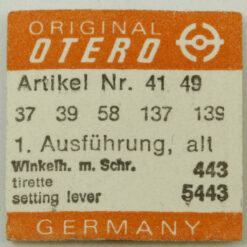 ORIGINAL
OTERO
Artikel Nr. 41 49
37 39 58 137 139
1. Ausführung, alt
Winkelh. m. Schr. 443
tirette
setting lever 5443
GERMANY